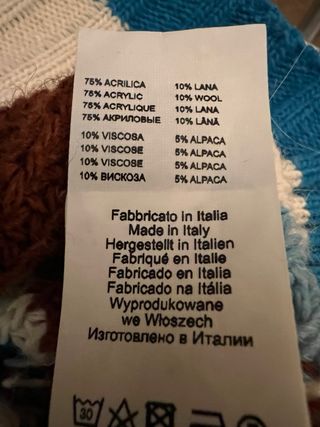 75% ACRILICA 10% LANA
75% ACRYLIC 10% WOOL
75% ACRYLIQUE 10% LANA
75% АКРИЛОВЫЕ 10% LÃNĂ
10% VISCOSA 5% ALPACA
10% VISCOSE 5% ALPACA
10% VISCOSE 5% ALPACA
10% ВИСКОЗА 5% ALPACA
Fabbricato in Italia
Made in Italy
Hergestellt in Italien
Fabriqué en Italie
Fabricado en Italia
Fabricado na Itália
Wyprodukowane
we Włoszech
Изготовлено в Италии
30